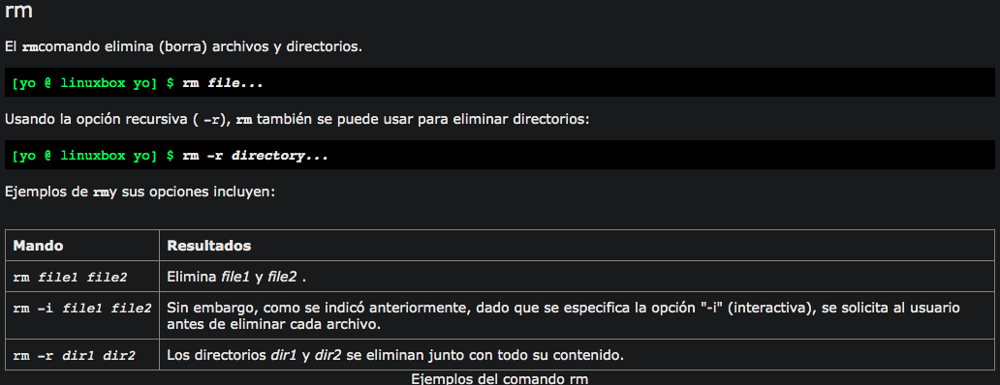 rm
El rmcomando elimina (borra) archivos y directorios.
[yo @ linuxbox yo] $ rm file...
Usando la opción recursiva ( -r), rm también se puede usar para eliminar directorios:
[yo @ linuxbox yo] $ rm -r directory...
Ejemplos de rmy sus opciones incluyen:
Mando Resultados
rm file1 file2 Elimina file1 y file2 .
rm -i file1 file2 Sin embargo, como se indicó anteriormente, dado que se especifica la opción "-i" (interactiva), se solicita al usuario
antes de eliminar cada archivo.
rm -r dir1 dir2 Los directorios dir1 y dir2 se eliminan junto con todo su contenido.
Ejemplos del comando rm